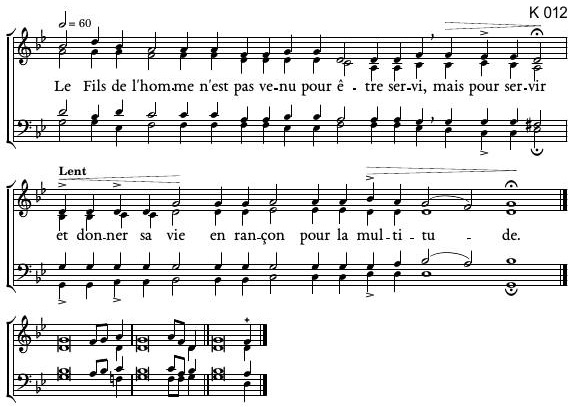 K 012
= 60
Le Fils de l'hom-me n'est pas ve-nu pour ê-tre ser-vi, mais pour ser-vir
Lent
et don-ner sa vie en ran-çon pour la mul-ti-tu-de.